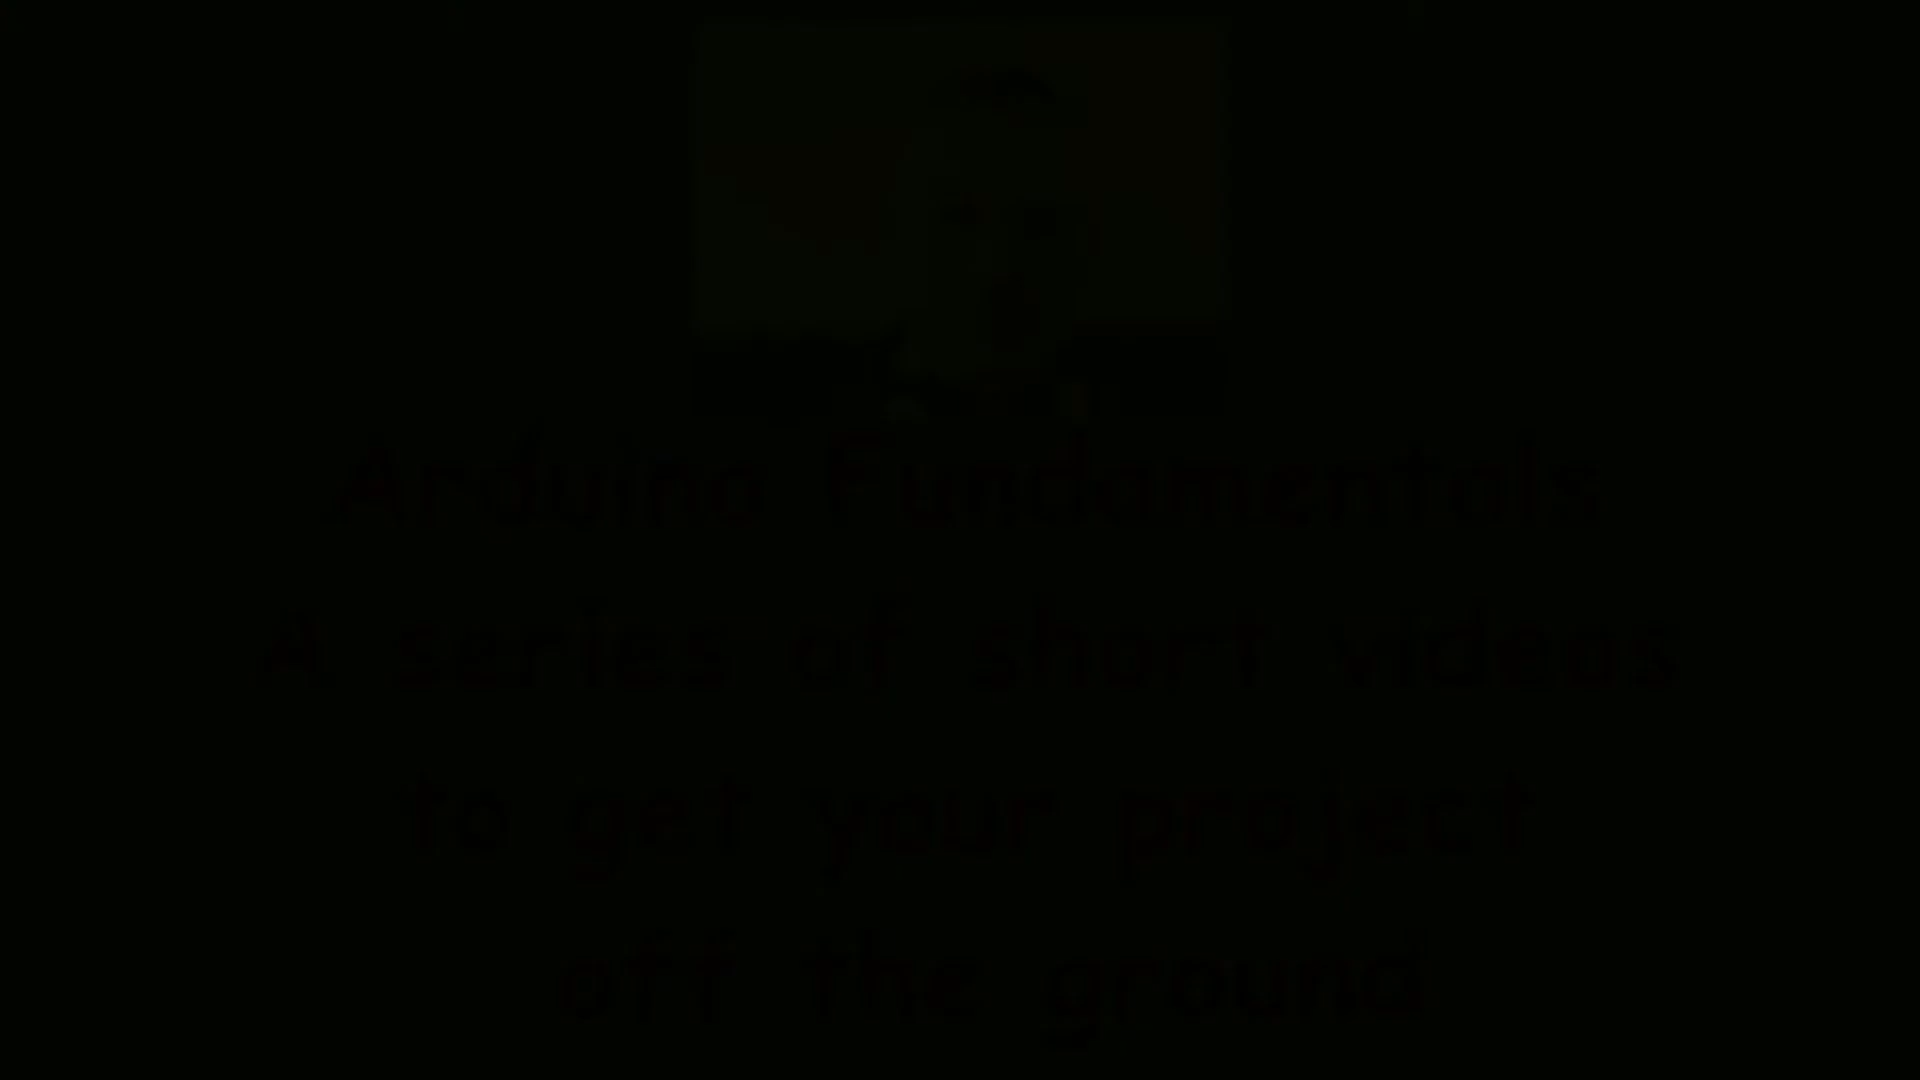 Arduino Fundamentals
A series of short videos
to get your project
off the ground